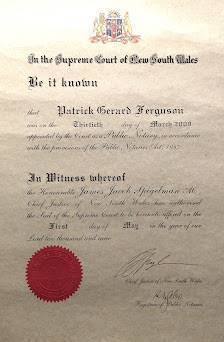 In the Supreme Court of New South Wales
Be it known
that Patrick Gerard Ferguson
was on the Thirtieth day of March 2009
appointed by the Court as a Public Notary, in accordance
with the provisions of the Public Notaries Act, 1997
In Witness whereof
the Honourable James Jacob Spigelman AC
Chief Justice of New South Wales have authorised
the Seal of the Supreme Court to be hereunto affixed on the
First day of May in the year of our
Lord two thousand and nine
Chief Justice of New South Wales
Registrar of Public Notaries